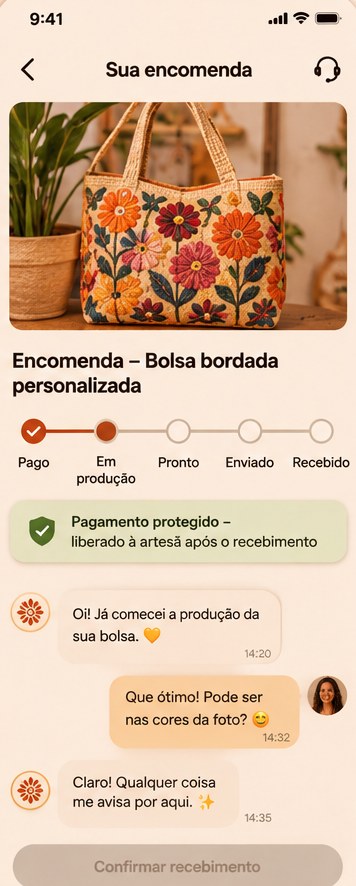 9:41
Sua encomenda
Encomenda – Bolsa bordada
personalizada
Pago
Em
produção
Pronto
Enviado
Recebido
Pagamento protegido –
liberado à artesã após o recebimento
Oi! Já comecei a produção da
sua bolsa. 🧡
14:20
Que ótimo! Pode ser
nas cores da foto? 😊
14:32
Claro! Qualquer coisa
me avisa por aqui. ✨
14:35
Confirmar recebimento